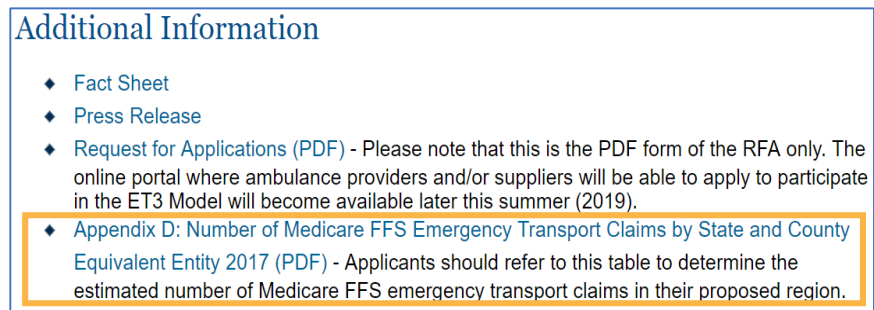 Additional Information
Fact Sheet
Press Release
Request for Applications (PDF) - Please note that this is the PDF form of the RFA only. The
online portal where ambulance providers and/or suppliers will be able to apply to participate
in the ET3 Model will become available later this summer (2019).
Appendix D: Number of Medicare FFS Emergency Transport Claims by State and County
Equivalent Entity 2017 (PDF) - Applicants should refer to this table to determine the
estimated number of Medicare FFS emergency transport claims in their proposed region.